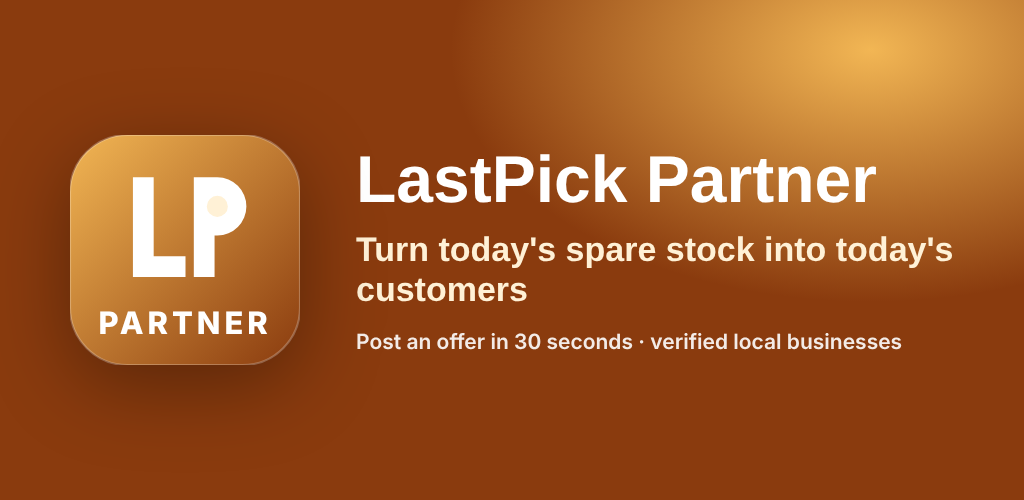 LP
PARTNER
LastPick Partner
Turn today's spare stock into today's
customers
Post an offer in 30 seconds · verified local businesses